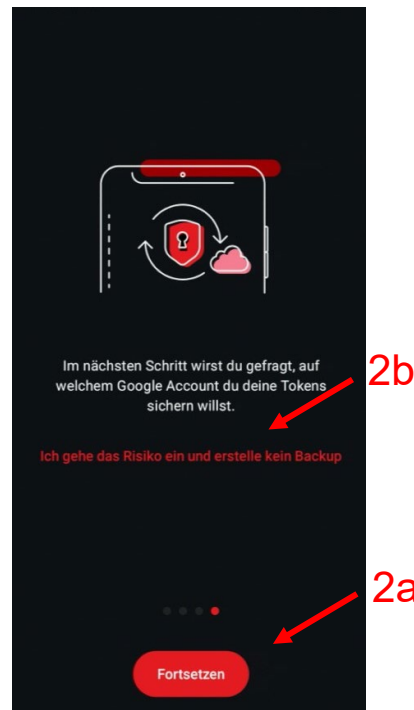 Im nächsten Schritt wirst du gefragt, auf
welchem Google Account du deine Tokens
sichern willst.
2b
Ich gehe das Risiko ein und erstelle kein Backup
2a
Fortsetzen